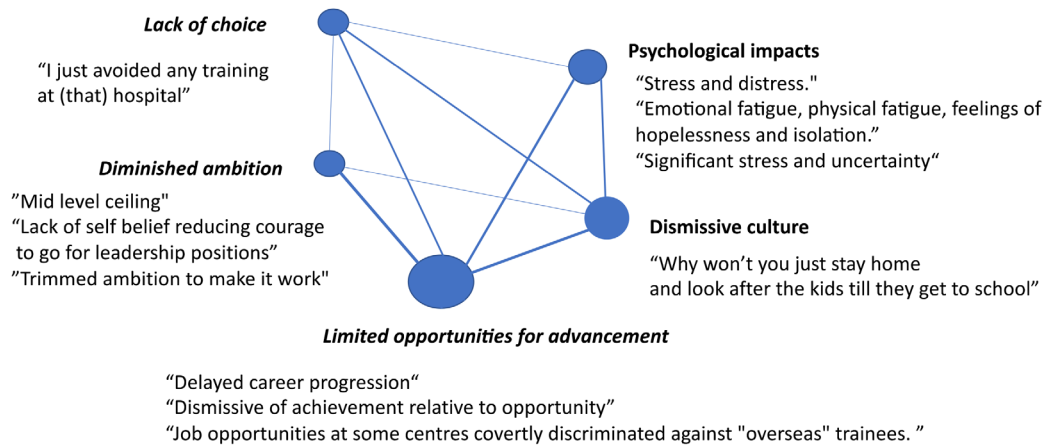 Lack of choice
“I just avoided any training
at (that) hospital”
Psychological impacts
“Stress and distress."
“Emotional fatigue, physical fatigue, feelings of
hopelessness and isolation.”
“Significant stress and uncertainty“
Diminished ambition
”Mid level ceiling"
“Lack of self belief reducing courage
to go for leadership positions”
”Trimmed ambition to make it work"
Dismissive culture
“Why won’t you just stay home
and look after the kids till they get to school”
Limited opportunities for advancement
“Delayed career progression“
“Dismissive of achievement relative to opportunity”
“Job opportunities at some centres covertly discriminated against "overseas" trainees. ”